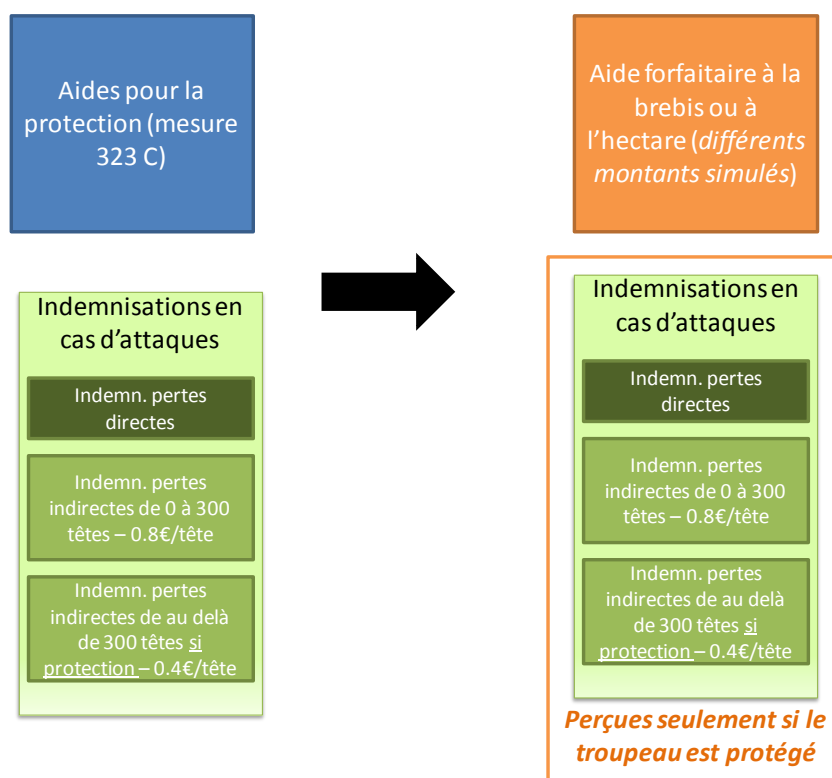 Aides pour la
protection (mesure
323 C)
Indemnisations en
cas d'attaques
Indemn. pertes
directes
Indemn. pertes
indirectes de 0 à 300
têtes – 0.8€/tête
Indemn. pertes
indirectes de au delà
de 300 têtes si
protection – 0.4€/tête
Aide forfaitaire à la
brebis ou à
l'hectare (différents
montants simulés)
Indemnisations en
cas d'attaques
Indemn. pertes
directes
Indemn. pertes
indirectes de 0 à 300
têtes – 0.8€/tête
Indemn. pertes
indirectes de au delà
de 300 têtes si
protection – 0.4€/tête
Perçues seulement si le
troupeau est protégé